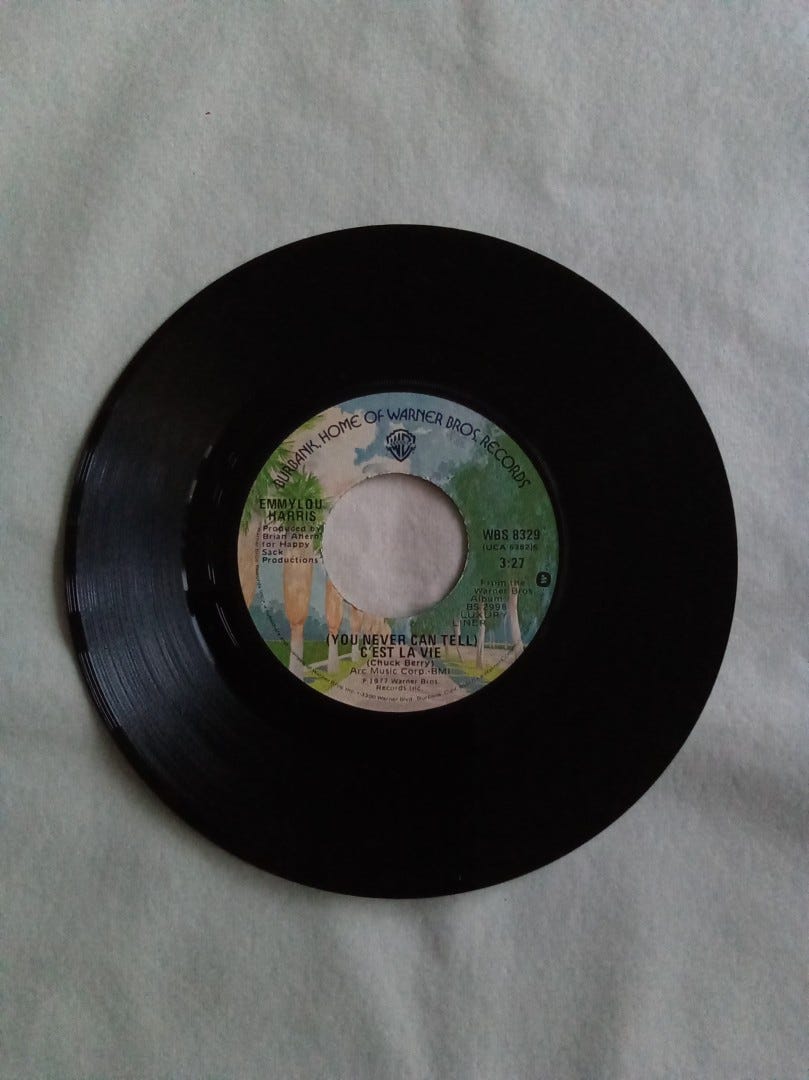 BURBANK, HOME OF WARNER BROS. RECORDS
EMMYLOU
HARRIS
Produced by
Brian Ahern
for Happy
Sack
Productions
WBS 8329
3:27
From the
Warner Bros.
Album
BS 2998
LUXURY
LINER
(YOU NEVER CAN TELL)
C'EST LA VIE
(Chuck Berry)
Arc Music Corp.-BMI
℗ 1977 Warner Bros.
Records Inc.